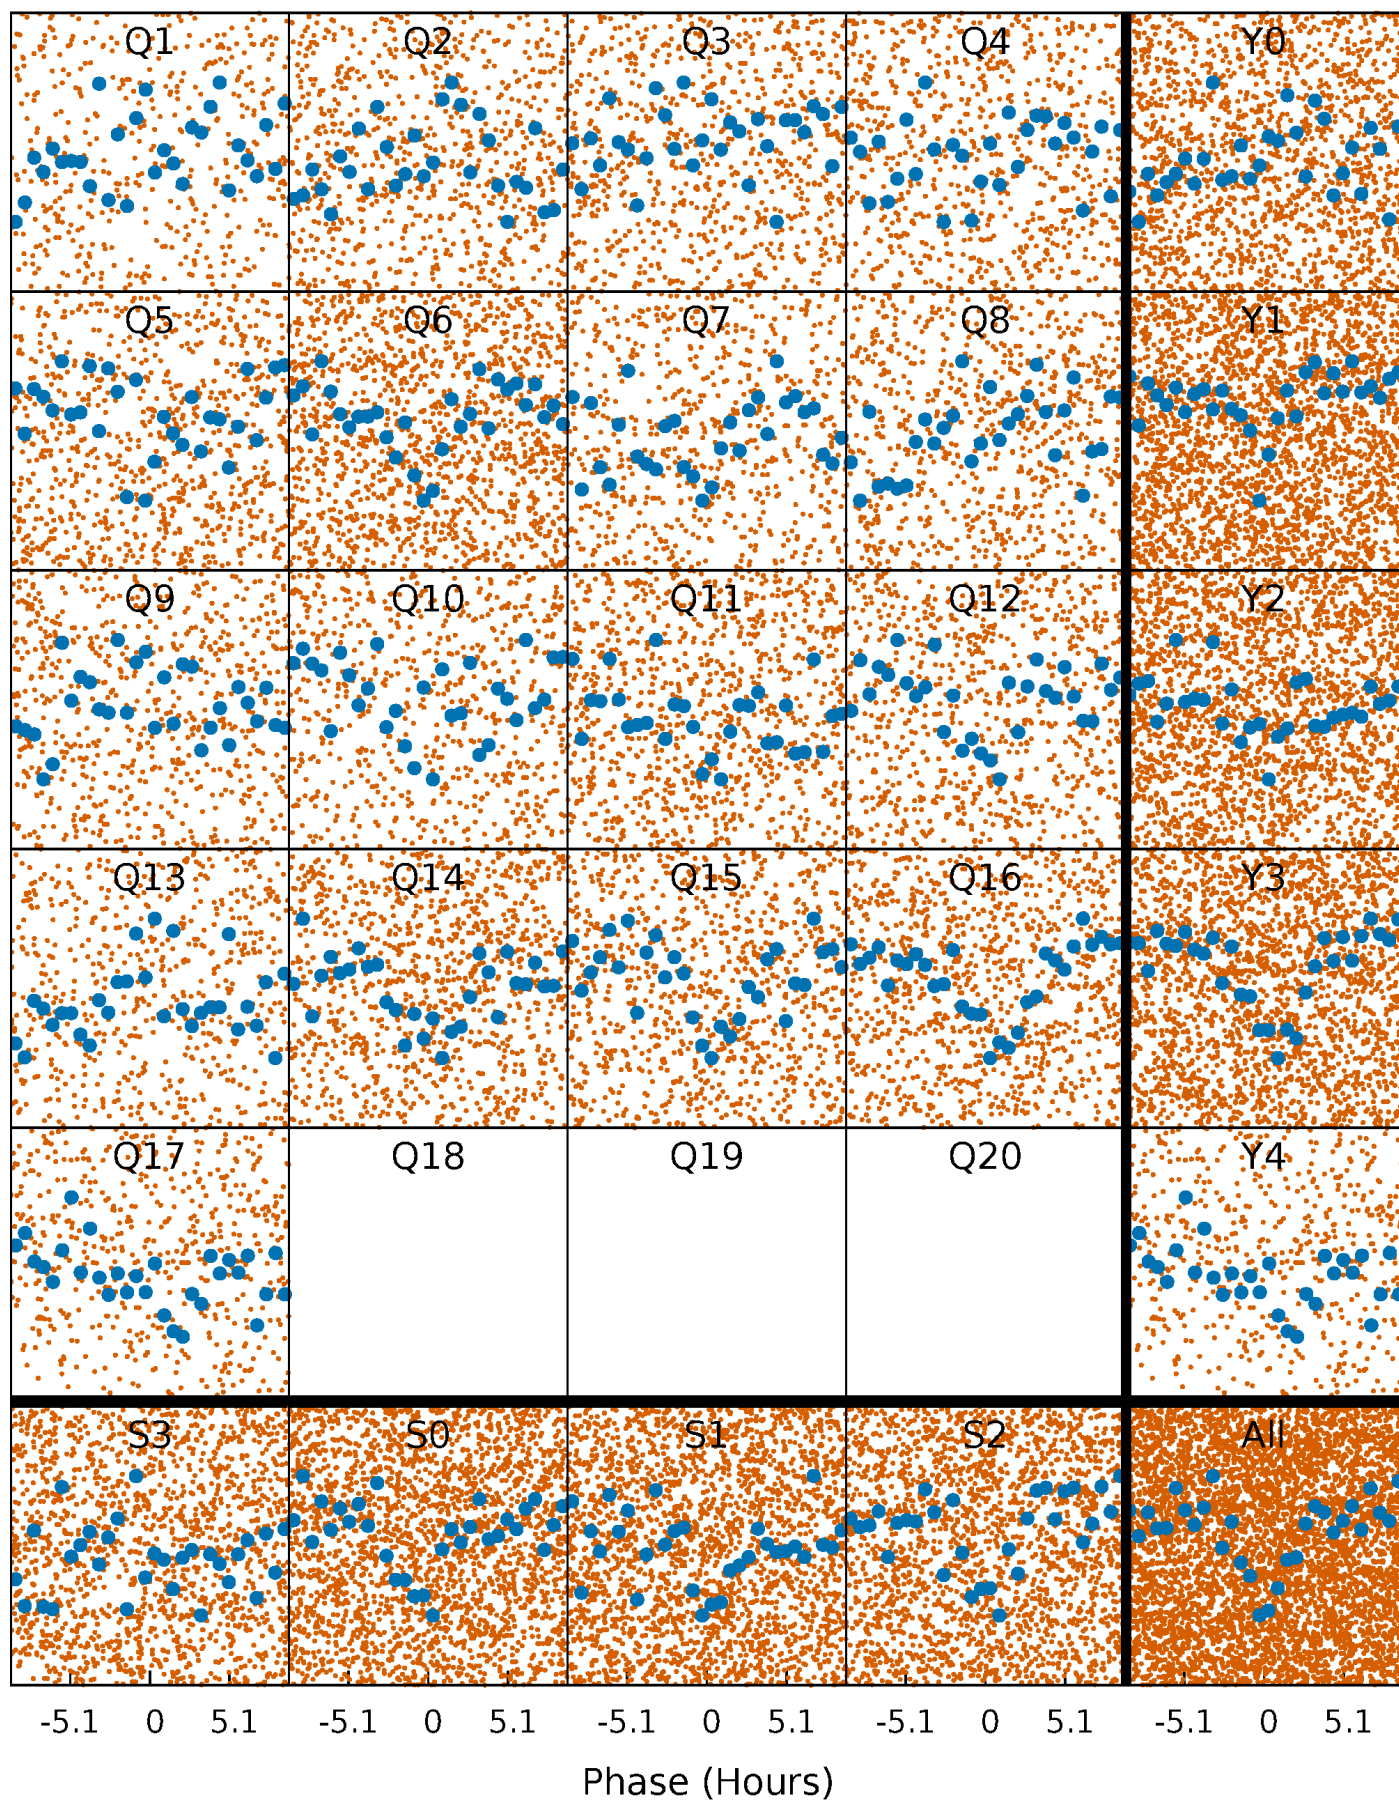 Q1 Q2 Q3 Q4 Y0
Q5 Q6 Q7 Q8 Y1
Q9 Q10 Q11 Q12 Y2
Q13 Q14 Q15 Q16 Y3
Q17 Q18 Q19 Q20 Y4
S3 S0 S1 S2 All
-5.1 0 5.1 -5.1 0 5.1 -5.1 0 5.1 -5.1 0 5.1 -5.1 0 5.1
Phase (Hours)